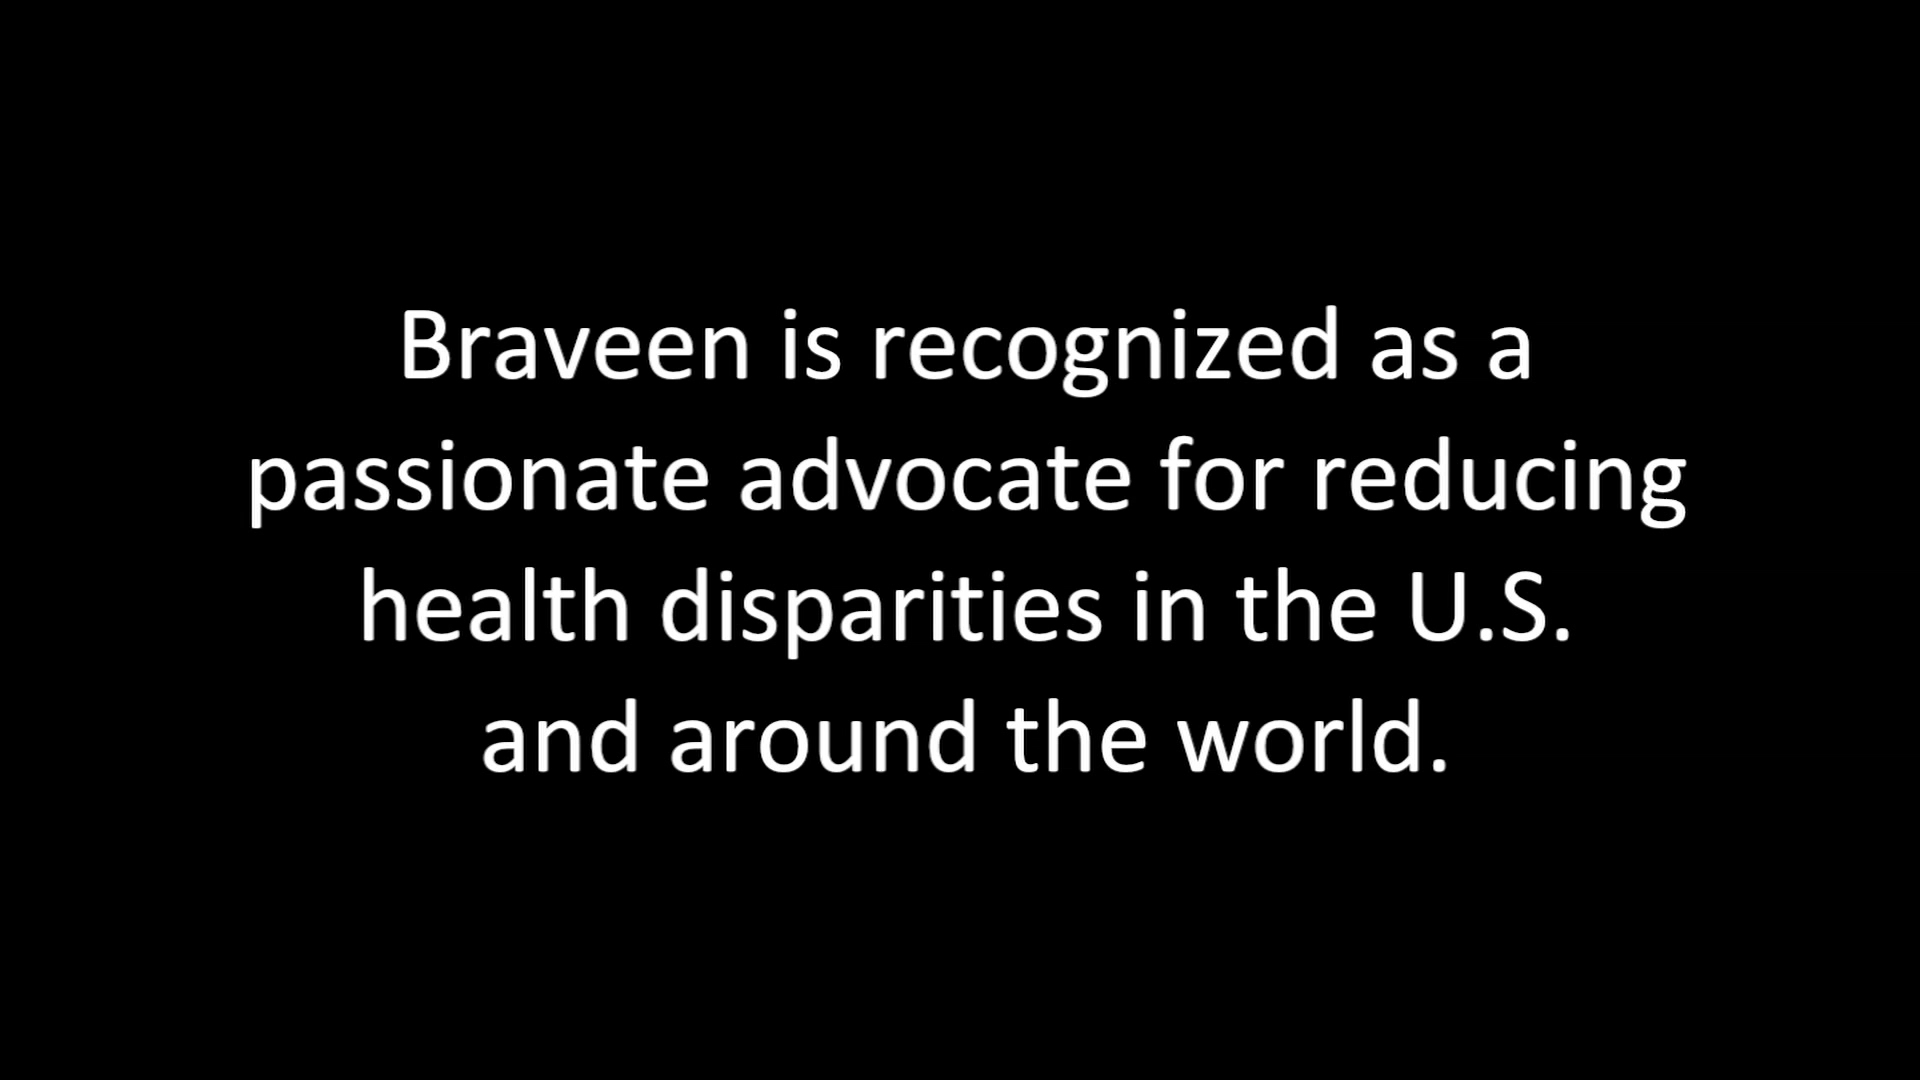 Braveen is recognized as a
passionate advocate for reducing
health disparities in the U.S.
and around the world.